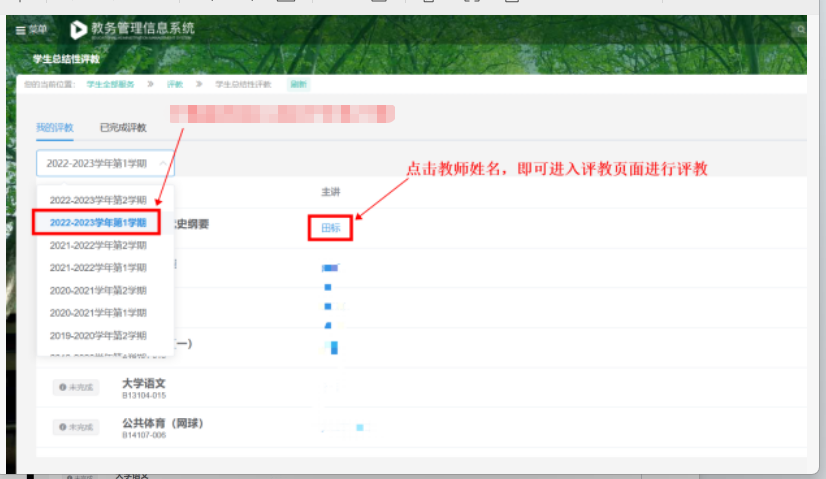 菜单 教务管理信息系统
学生总结性评教
您的当前位置： 学生全部服务 » 评教 » 学生总结性评教 刷新
我的评教 已完成评教
2022-2023学年第1学期
点击教师姓名，即可进入评教页面进行评教
主讲
2022-2023学年第2学期
2022-2023学年第1学期
史纲要
田标
2021-2022学年第2学期
2021-2022学年第1学期
2020-2021学年第2学期
2020-2021学年第1学期
2019-2020学年第2学期
一）
未完成 大学语文
B13104-015
未完成 公共体育（网球）
B14107-006